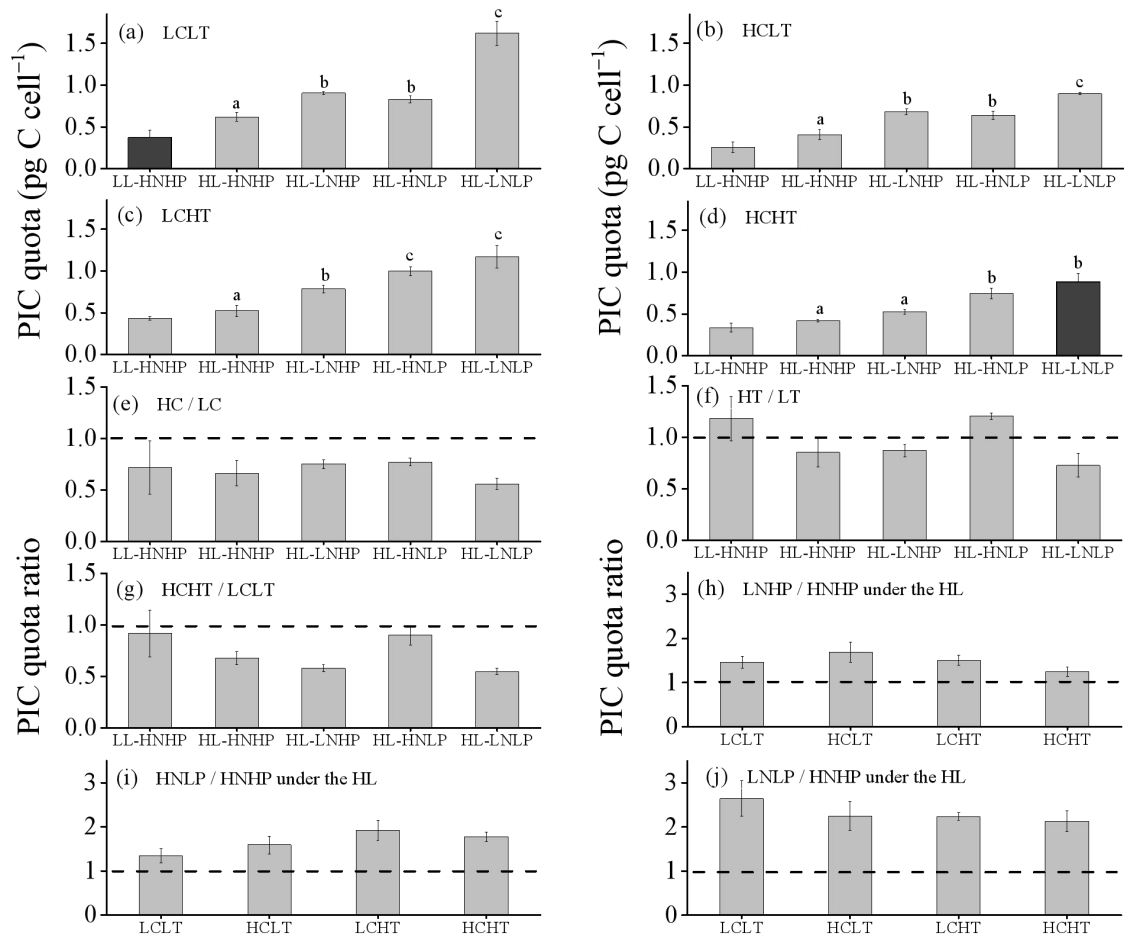 PIC quota (pg C cell⁻¹)
(a) LCLT
1.5
1.0
0.5
0.0
a
b
b
c
LL-HNHP HL-HNHP HL-LNHP HL-HNLP HL-LNLP
PIC quota (pg C cell⁻¹)
(b) HCLT
1.5
1.0
0.5
0.0
a
b
b
c
LL-HNHP HL-HNHP HL-LNHP HL-HNLP HL-LNLP
(c) LCHT
1.5
1.0
0.5
0.0
a
b
c
c
LL-HNHP HL-HNHP HL-LNHP HL-HNLP HL-LNLP
(d) HCHT
1.5
1.0
0.5
0.0
a
a
b
b
LL-HNHP HL-HNHP HL-LNHP HL-HNLP HL-LNLP
PIC quota ratio
(e) HC / LC
1.5
1.0
0.5
0.0
LL-HNHP HL-HNHP HL-LNHP HL-HNLP HL-LNLP
PIC quota ratio
(f) HT / LT
1.5
1.0
0.5
0.0
LL-HNHP HL-HNHP HL-LNHP HL-HNLP HL-LNLP
(g) HCHT / LCLT
1.5
1.0
0.5
0.0
LL-HNHP HL-HNHP HL-LNHP HL-HNLP HL-LNLP
(h) LNHP / HNHP under the HL
3
2
1
0
LCLT HCLT LCHT HCHT
(i) HNLP / HNHP under the HL
3
2
1
0
LCLT HCLT LCHT HCHT
(j) LNLP / HNHP under the HL
3
2
1
0
LCLT HCLT LCHT HCHT